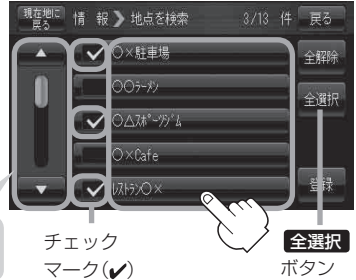 現在地に
戻る
情 報 ❯ 地点を検索 3/13 件 戻る
○×駐車場 全解除
○○ﾗｰﾒﾝ
全選択
○△ｽﾎﾟｰﾂｼﾞﾑ
○×Cafe
ﾚｽﾄﾗﾝ○× 登録
チェック
マーク(✔)
全選択
ボタン